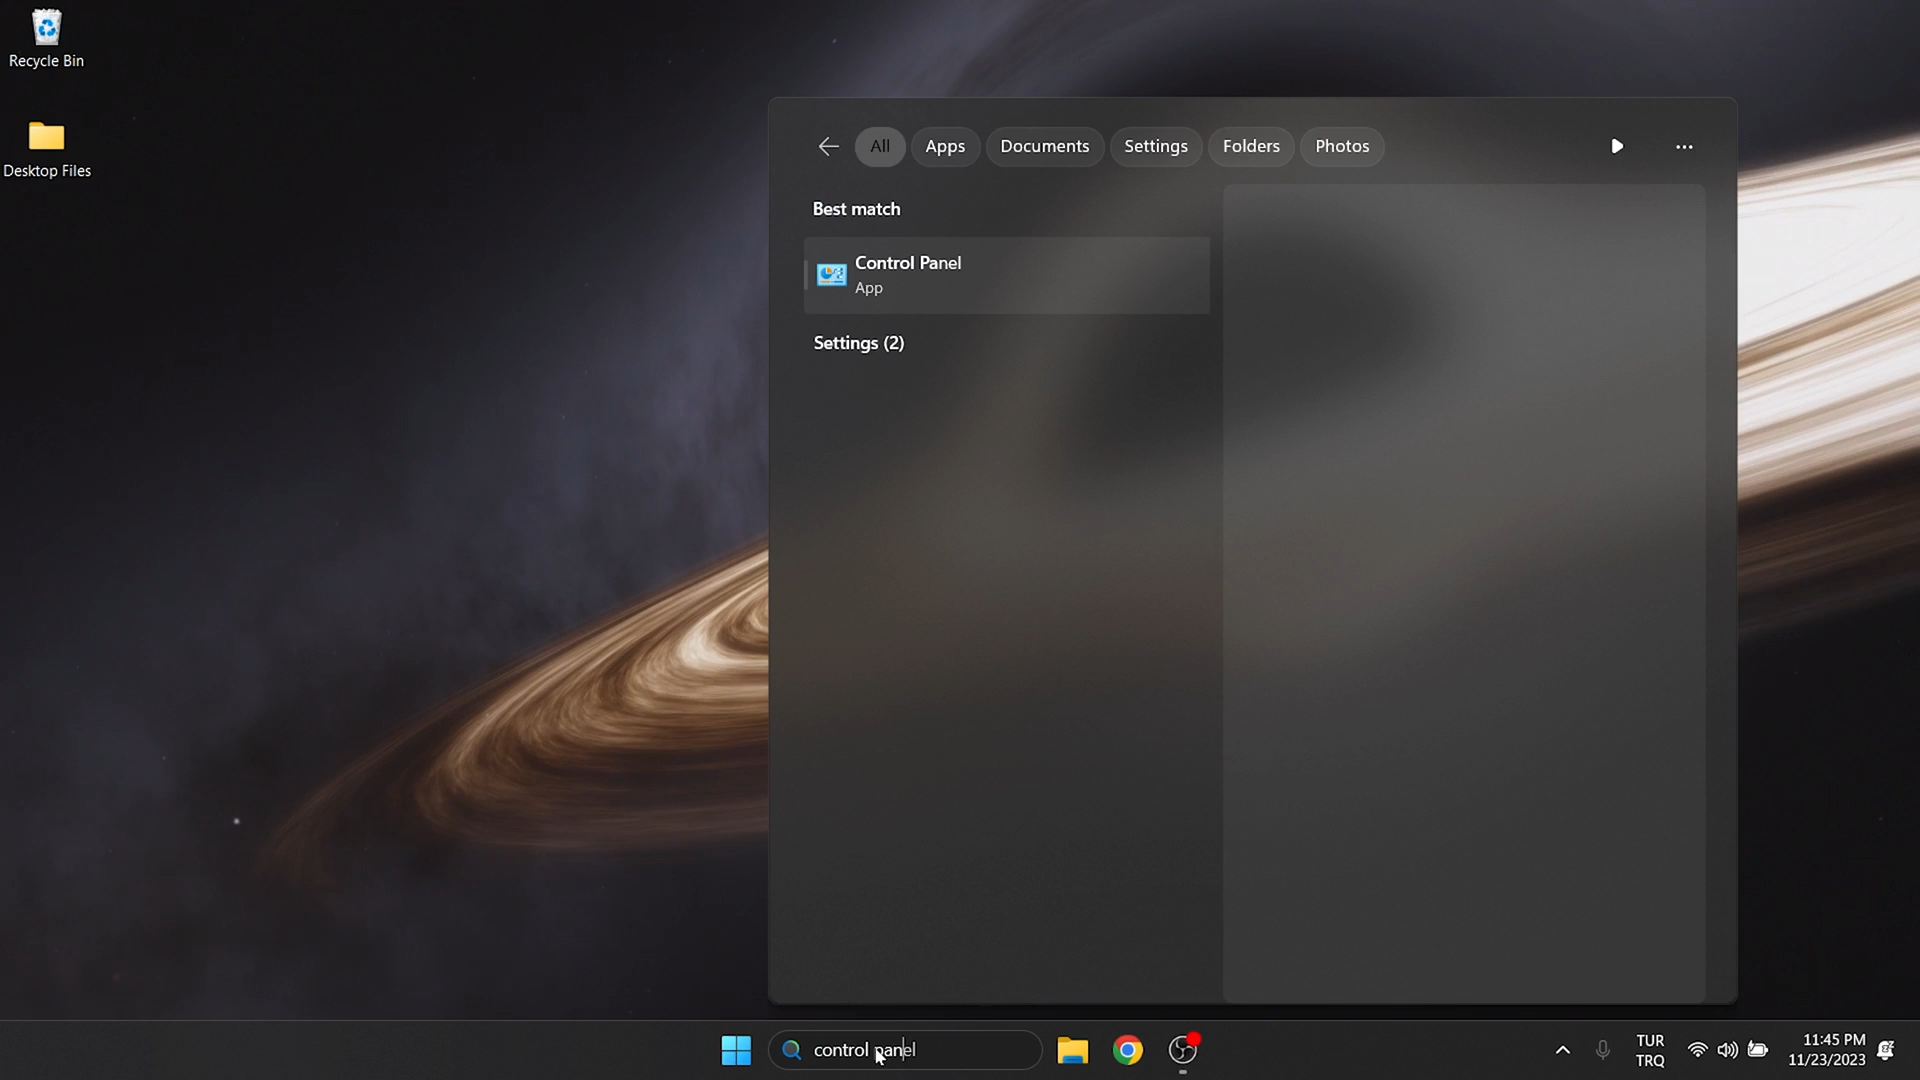 Recycle Bin
Desktop Files
All
Apps
Documents
Settings
Folders
Photos
Best match
Control Panel
App
Settings (2)
control panel
TUR
TRQ
11:45 PM
11/23/2023